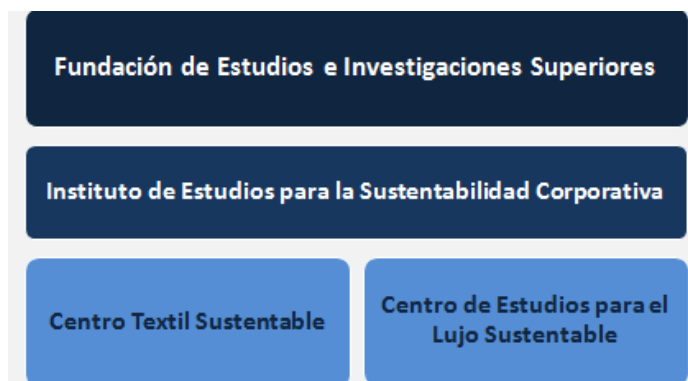 Fundación de Estudios e Investigaciones Superiores
Instituto de Estudios para la Sustentabilidad Corporativa
Centro Textil Sustentable
Centro de Estudios para el
Lujo Sustentable